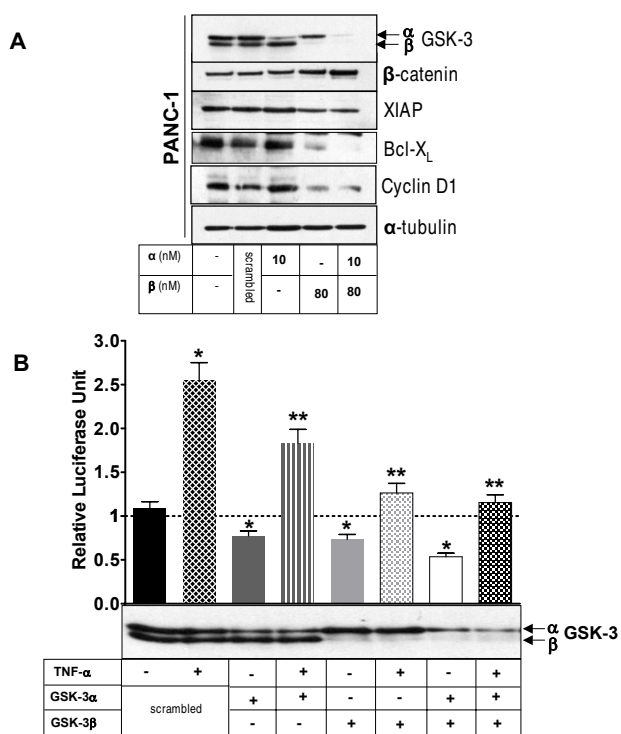 A
PANC-1
α
β GSK-3
β-catenin
XIAP
Bcl-XL
Cyclin D1
α-tubulin
α (nM) - scrambled 10 - 10
β (nM) - - 80 80
B
Relative Luciferase Unit
3.0
2.5
2.0
1.5
1
0.5
0.0
* ** ** **
* * *
α
β GSK-3
TNF-α - + - + - + - +
GSK-3α scrambled + + - - + +
GSK-3β - - + + + +